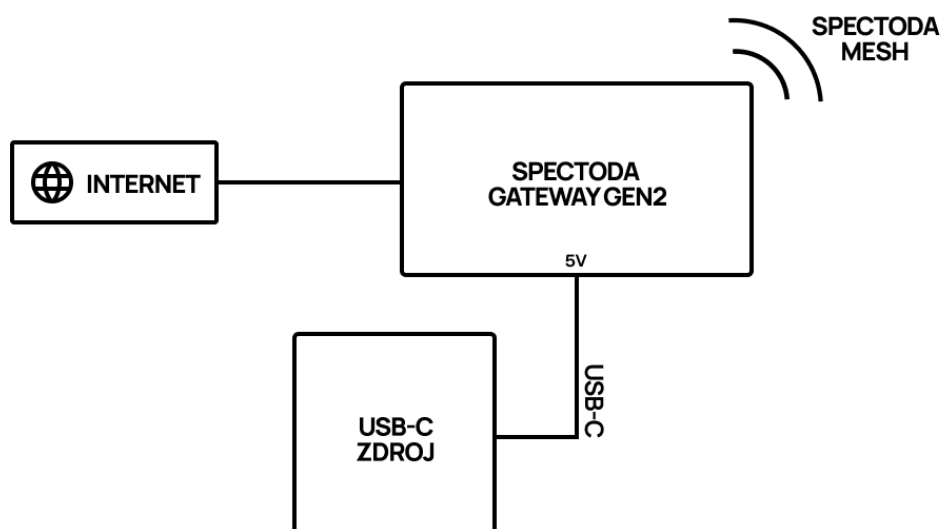 SPECTODA
MESH
INTERNET
SPECTODA
GATEWAY GEN2
5V
USB-C
USB-C
ZDROJ